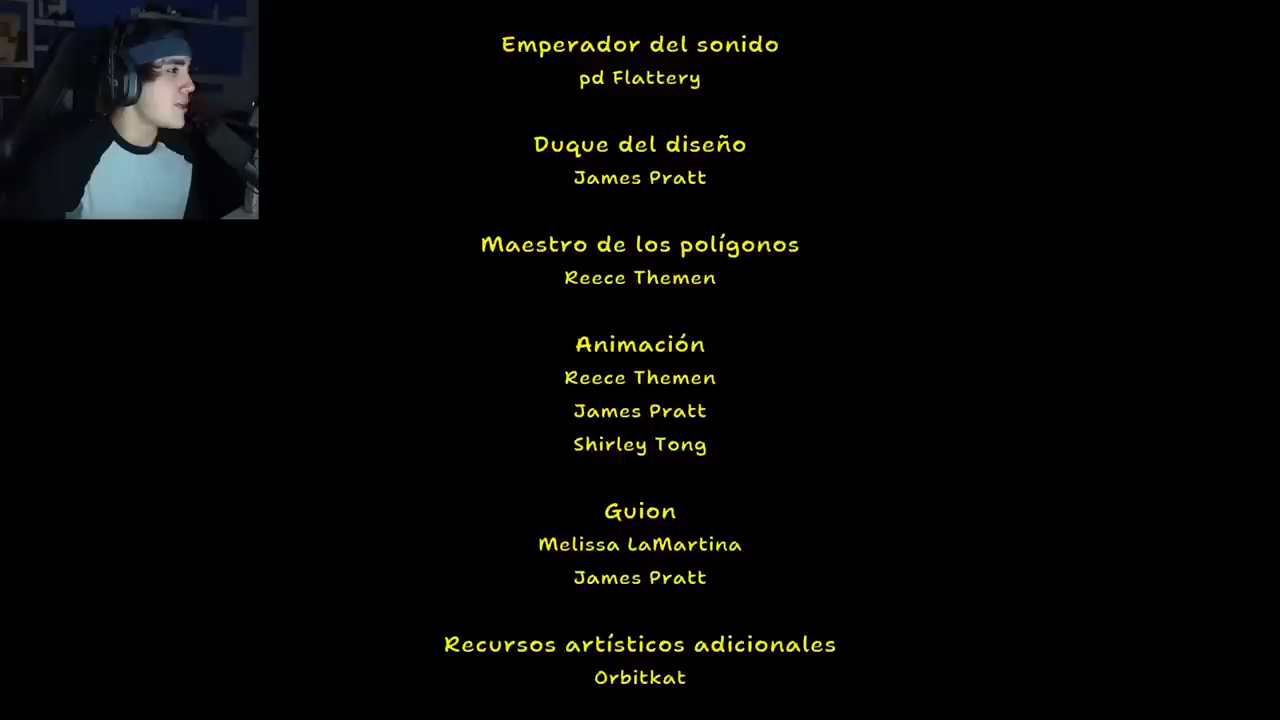 Emperador del sonido
pd Flattery
Duque del diseño
James Pratt
Maestro de los polígonos
Reece Themen
Animación
Reece Themen
James Pratt
Shirley Tong
Guion
Melissa LaMartina
James Pratt
Recursos artísticos adicionales
Orbitkat